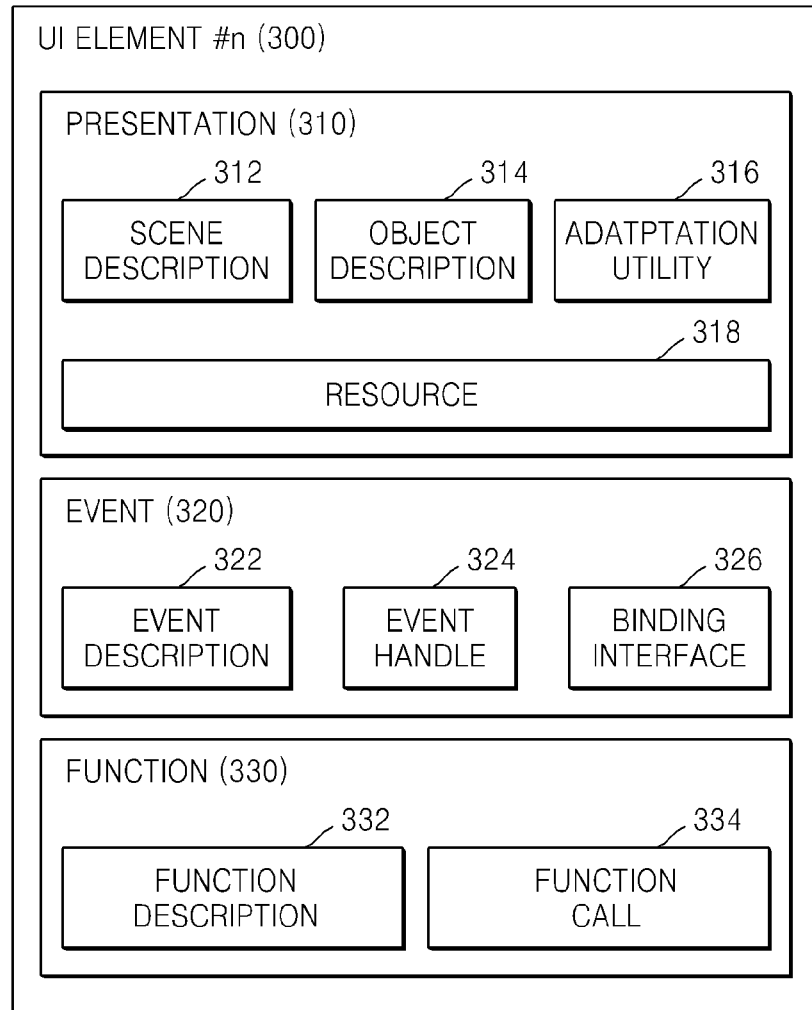 UI ELEMENT #n (300)
PRESENTATION (310)
312
314
316
SCENE
DESCRIPTION
OBJECT
DESCRIPTION
ADATPTATION
UTILITY
318
RESOURCE
EVENT (320)
322
324
326
EVENT
DESCRIPTION
EVENT
HANDLE
BINDING
INTERFACE
FUNCTION (330)
332
334
FUNCTION
DESCRIPTION
FUNCTION
CALL